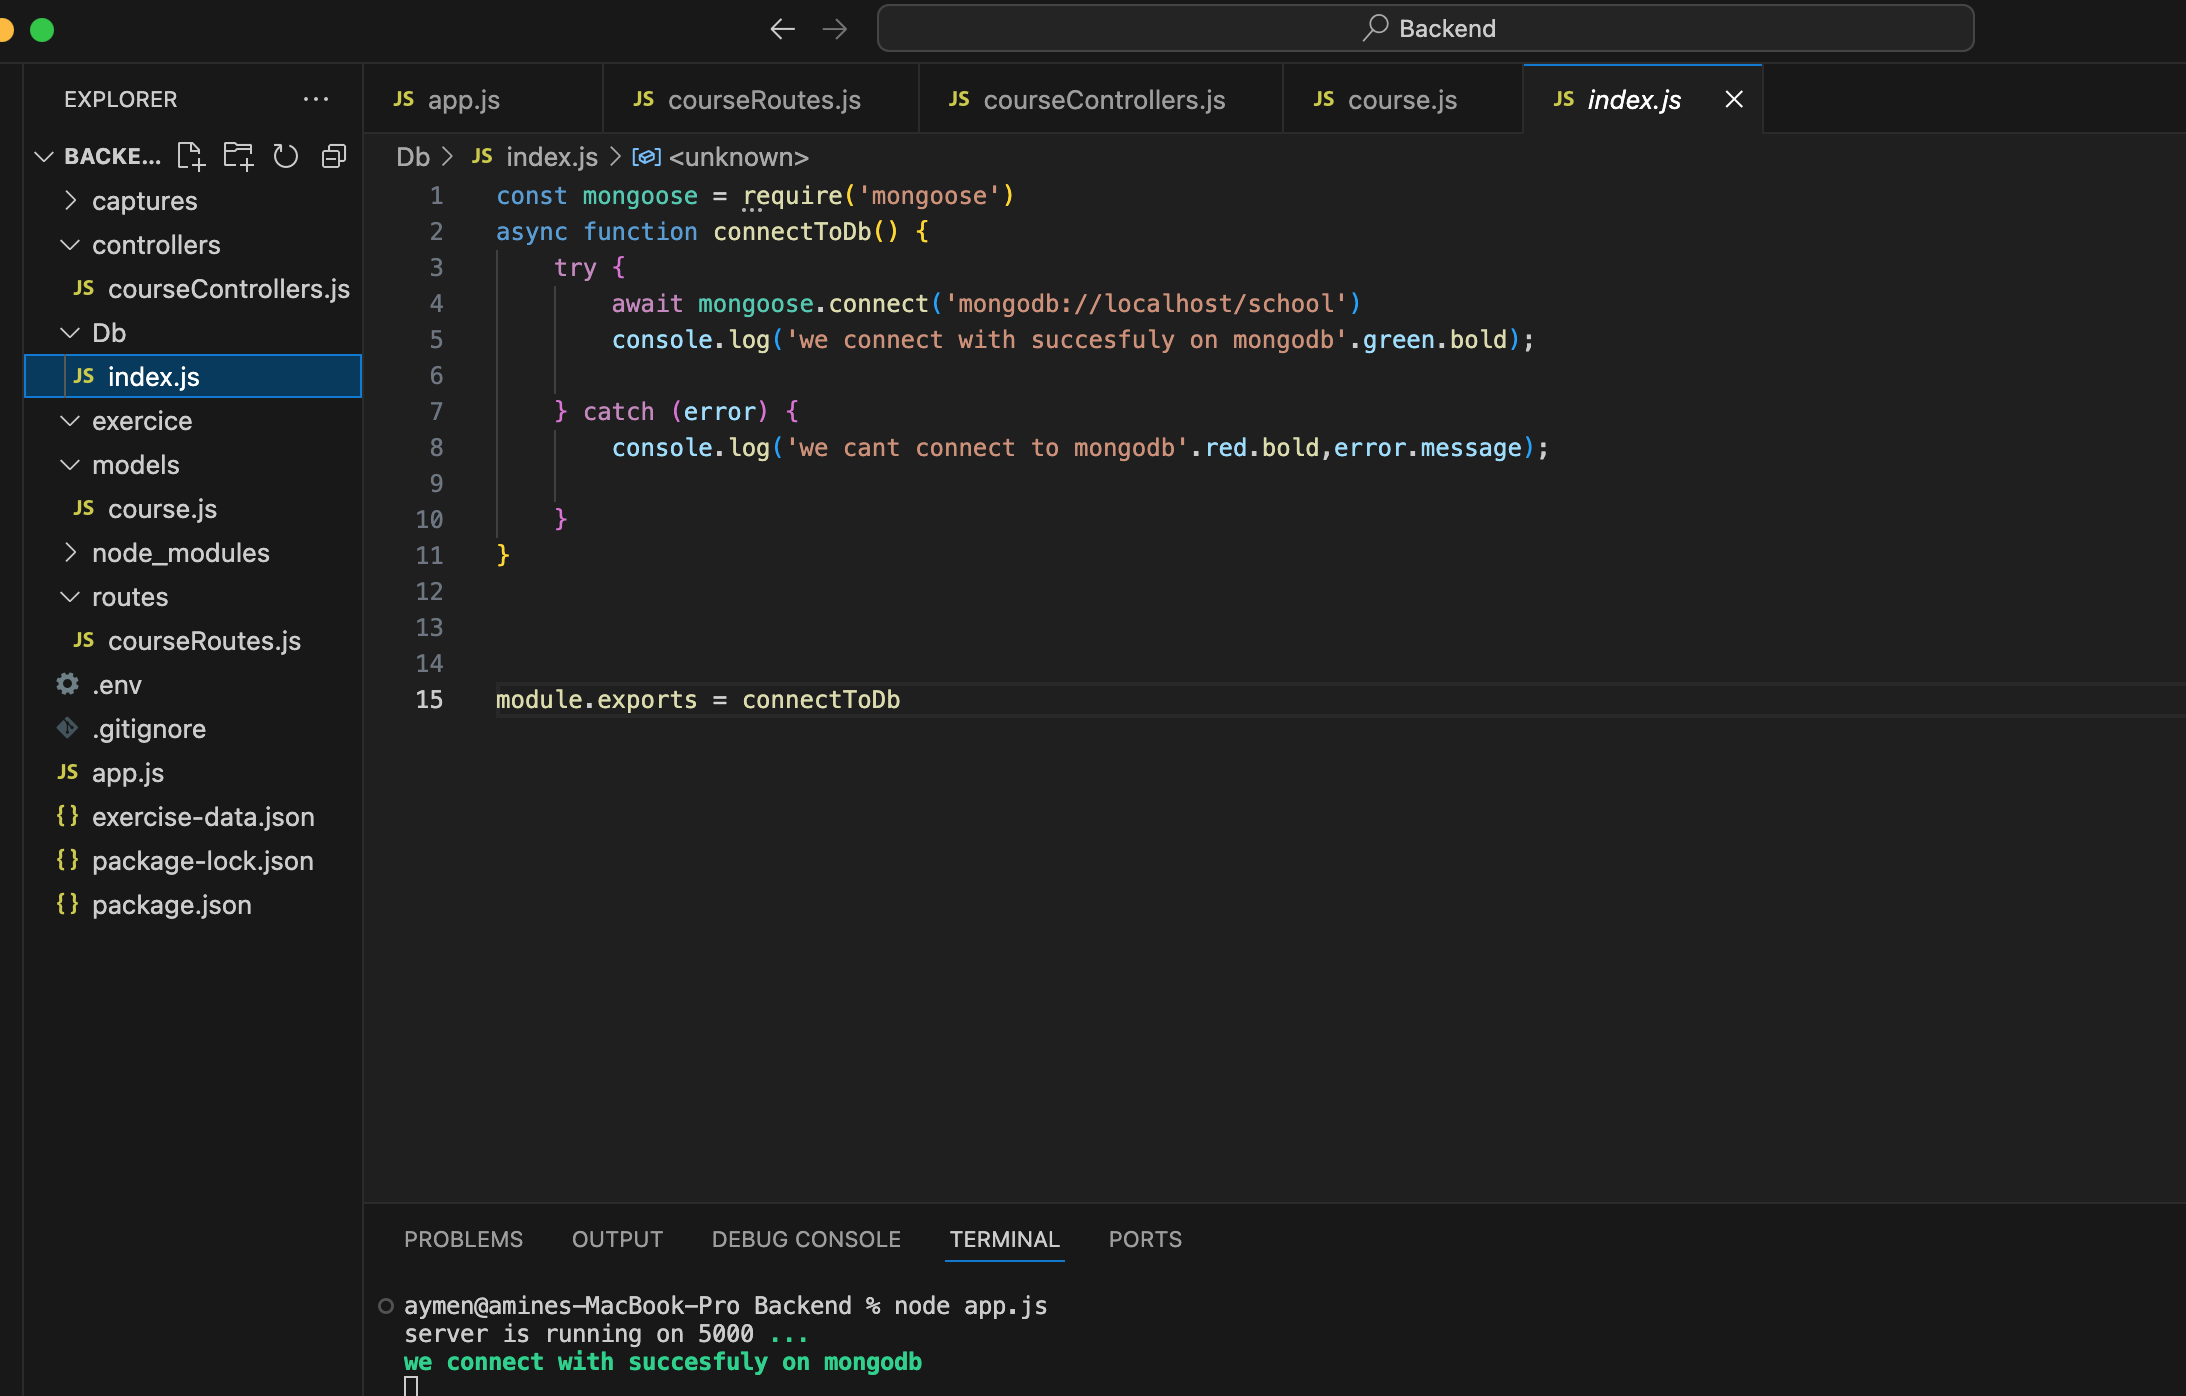 Backend
EXPLORER ...
BACKE...
captures
controllers
JS courseControllers.js
Db
JS index.js
exercice
models
JS course.js
node_modules
routes
JS courseRoutes.js
.env
.gitignore
JS app.js
{} exercise-data.json
{} package-lock.json
{} package.json
JS app.js
JS courseRoutes.js
JS courseControllers.js
JS course.js
JS index.js
Db > JS index.js > <unknown>
1 const mongoose = require('mongoose')
2 async function connectToDb() {
3 try {
4 await mongoose.connect('mongodb://localhost/school')
5 console.log('we connect with succesfuly on mongodb'.green.bold);
6
7 } catch (error) {
8 console.log('we cant connect to mongodb'.red.bold,error.message);
9
10 }
11 }
12
13
14
15 module.exports = connectToDb
PROBLEMS OUTPUT DEBUG CONSOLE TERMINAL PORTS
aymen@amines-MacBook-Pro Backend % node app.js
server is running on 5000 ...
we connect with succesfuly on mongodb